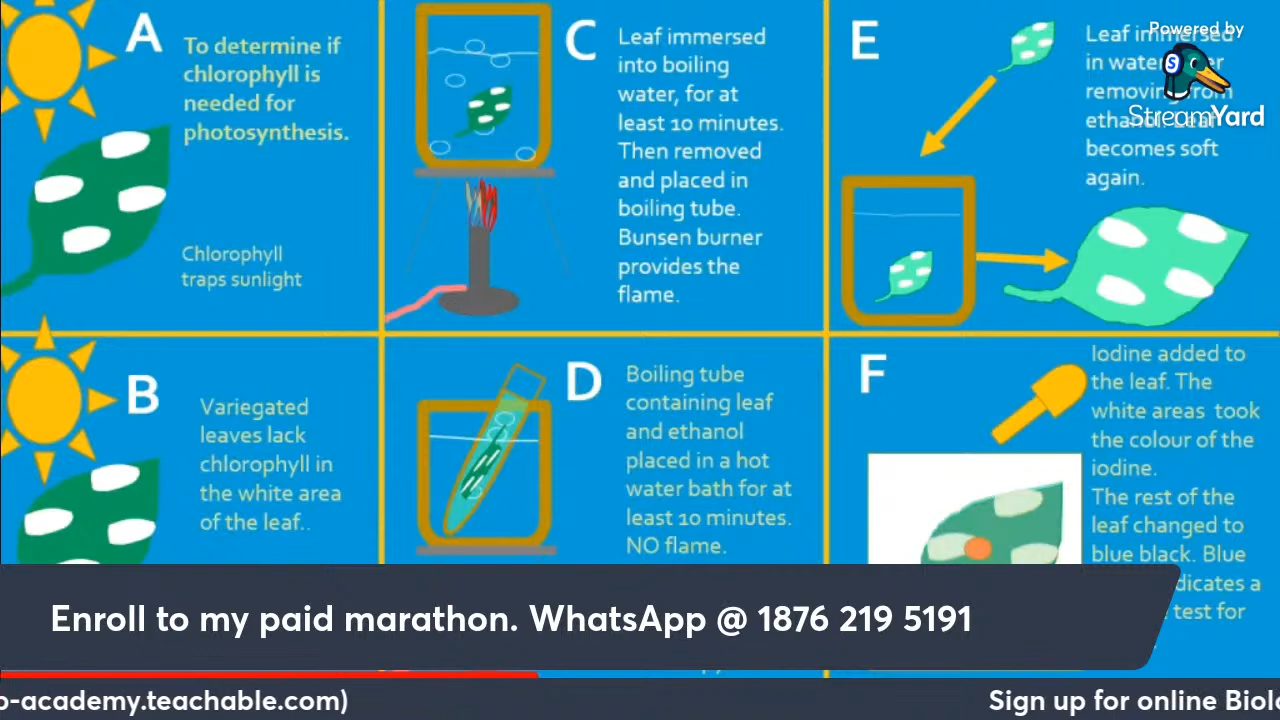 A
To determine if
chlorophyll is
needed for
photosynthesis.
Chlorophyll
traps sunlight
B
Variegated
leaves lack
chlorophyll in
the white area
of the leaf..
C
Leaf immersed
into boiling
water, for at
least 10 minutes.
Then removed
and placed in
boiling tube.
Bunsen burner
provides the
flame.
D
Boiling tube
containing leaf
and ethanol
placed in a hot
water bath for at
least 10 minutes.
NO flame.
E
Leaf immersed
in water
removing from
ethanol. Leaf
becomes soft
again.
Powered by
StreamYard
F
Iodine added to
the leaf. The
white areas took
the colour of the
iodine.
The rest of the
leaf changed to
blue black. Blue
a
test for
Enroll to my paid marathon. WhatsApp @ 1876 219 5191
-academy.teachable.com)
Sign up for online